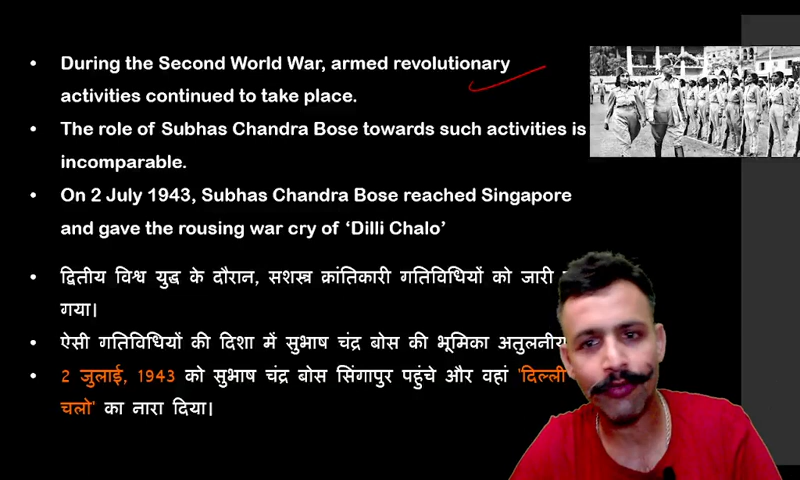 • During the Second World War, armed revolutionary
activities continued to take place.
• The role of Subhas Chandra Bose towards such activities is
incomparable.
• On 2 July 1943, Subhas Chandra Bose reached Singapore
and gave the rousing war cry of ‘Dilli Chalo’
• द्वितीय विश्व युद्ध के दौरान, सशस्त्र क्रांतिकारी गतिविधियों को जारी
गया।
• ऐसी गतिविधियों की दिशा में सुभाष चंद्र बोस की भूमिका अतुलनीय
• 2 जुलाई, 1943 को सुभाष चंद्र बोस सिंगापुर पहुंचे और वहां 'दिल्ली
चलो' का नारा दिया।